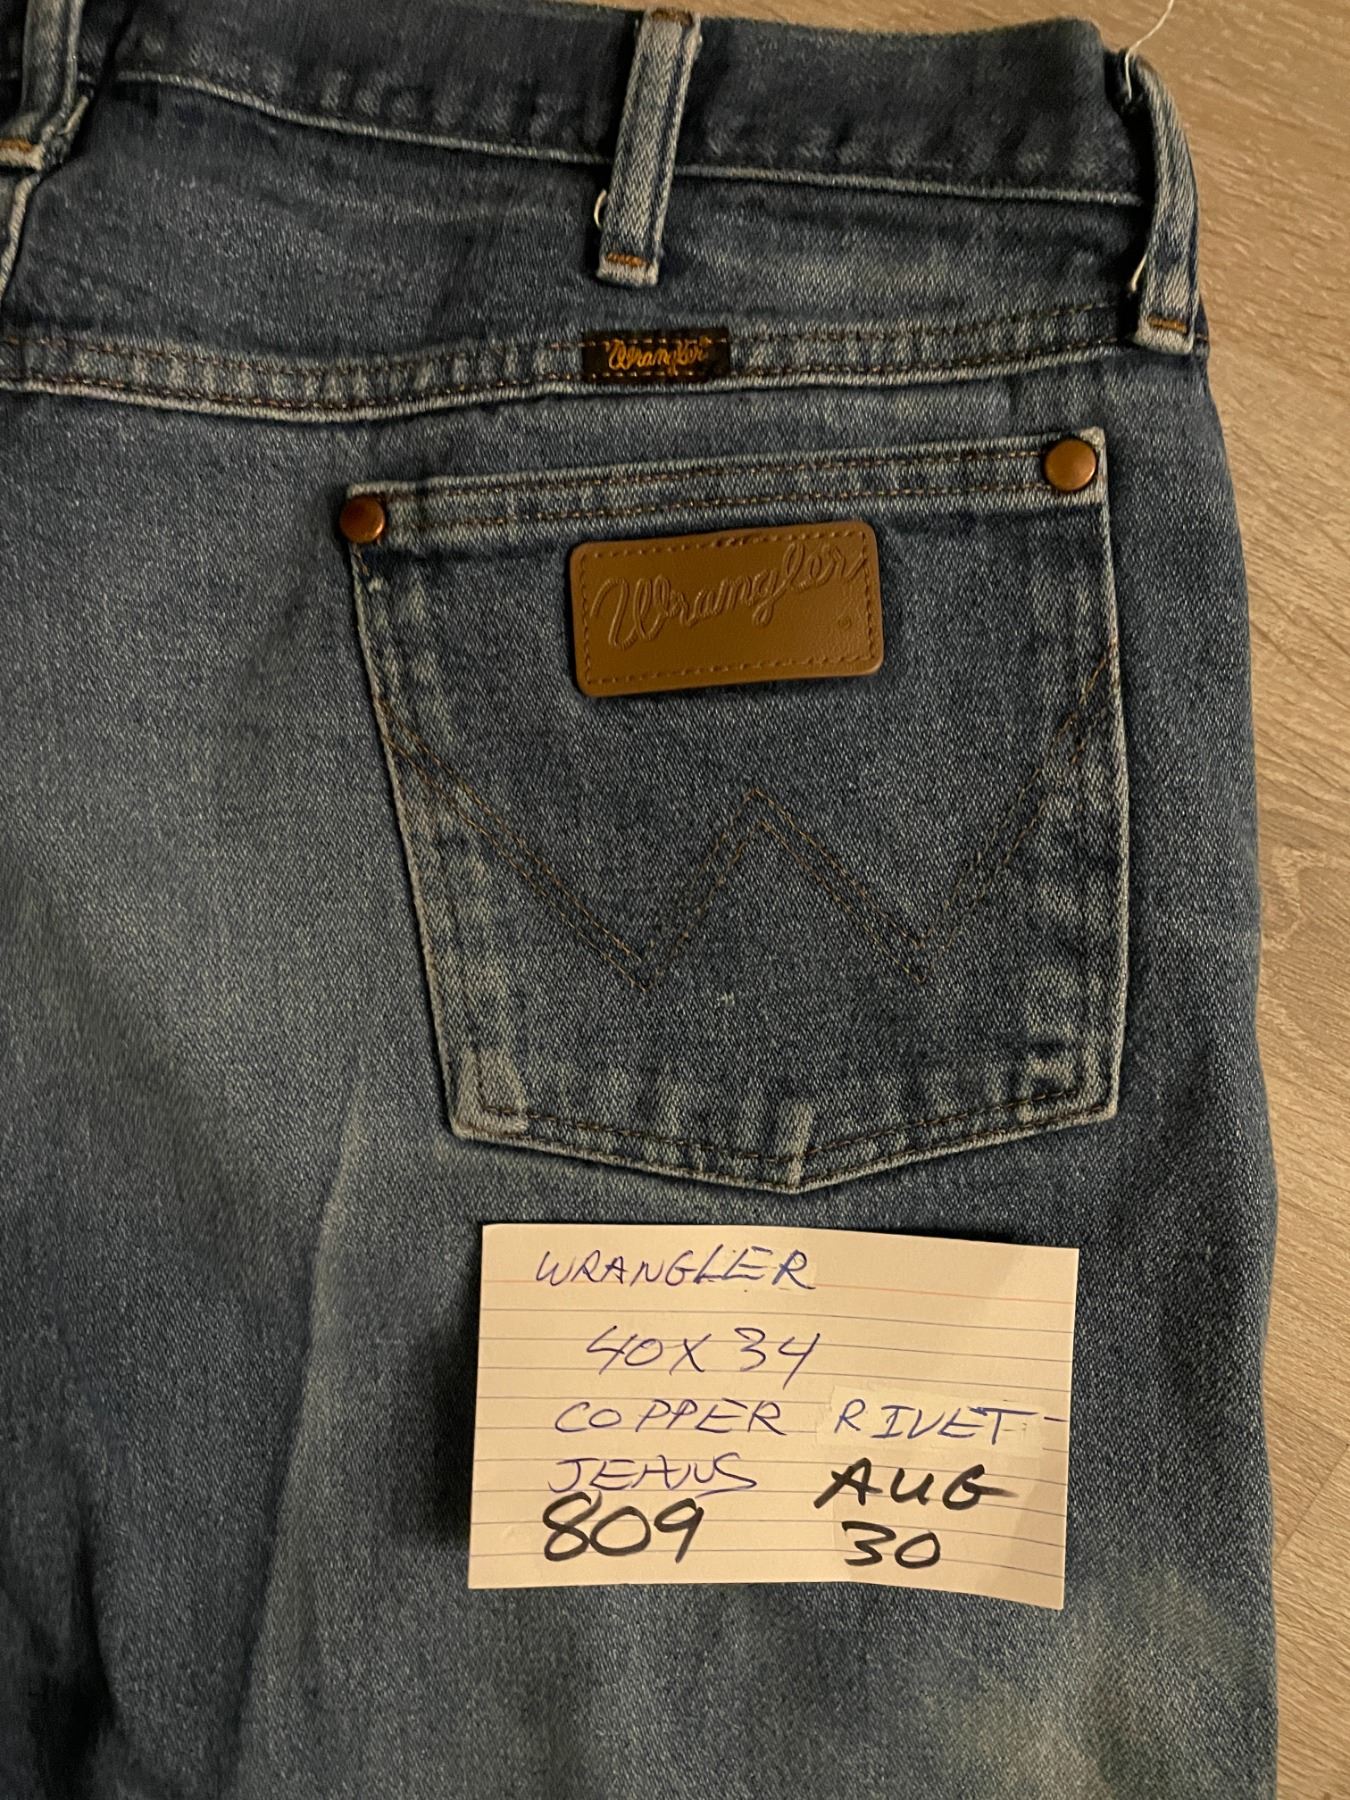 Wrangler
Wrangler
WRANGLER
40X34
COPPER RIVET
JEANS AUG
809 30